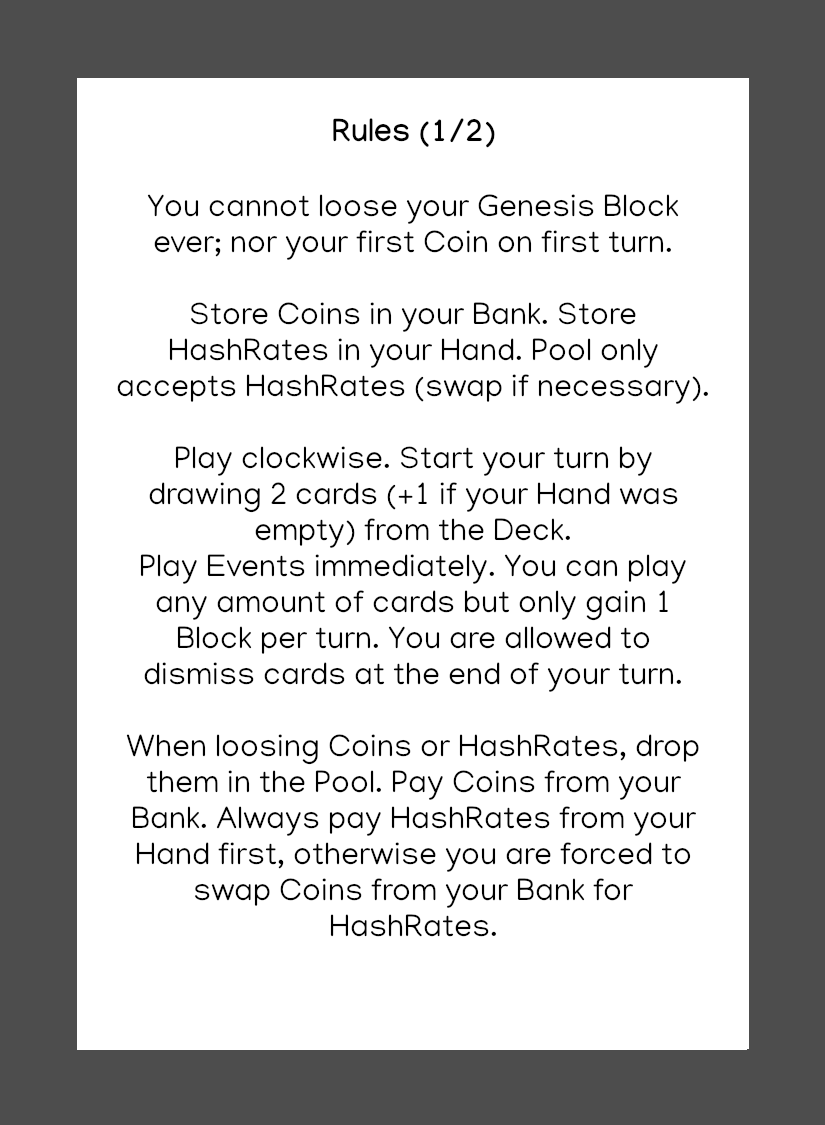 Rules (1/2)
You cannot loose your Genesis Block
ever; nor your first Coin on first turn.
Store Coins in your Bank. Store
HashRates in your Hand. Pool only
accepts HashRates (swap if necessary).
Play clockwise. Start your turn by
drawing 2 cards (+1 if your Hand was
empty) from the Deck.
Play Events immediately. You can play
any amount of cards but only gain 1
Block per turn. You are allowed to
dismiss cards at the end of your turn.
When loosing Coins or HashRates, drop
them in the Pool. Pay Coins from your
Bank. Always pay HashRates from your
Hand first, otherwise you are forced to
swap Coins from your Bank for
HashRates.